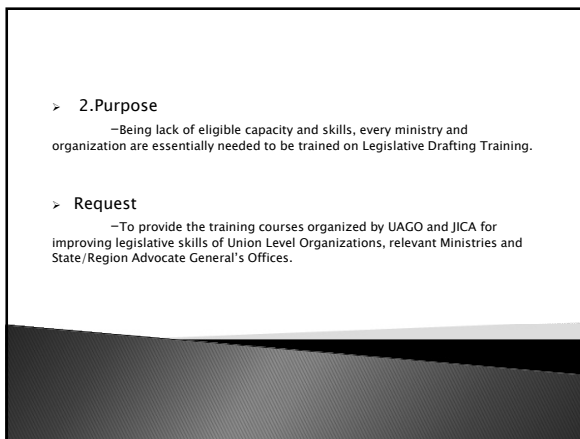 ➢ 2.Purpose
–Being lack of eligible capacity and skills, every ministry and
organization are essentially needed to be trained on Legislative Drafting Training.
➢ Request
–To provide the training courses organized by UAGO and JICA for
improving legislative skills of Union Level Organizations, relevant Ministries and
State/Region Advocate General's Offices.